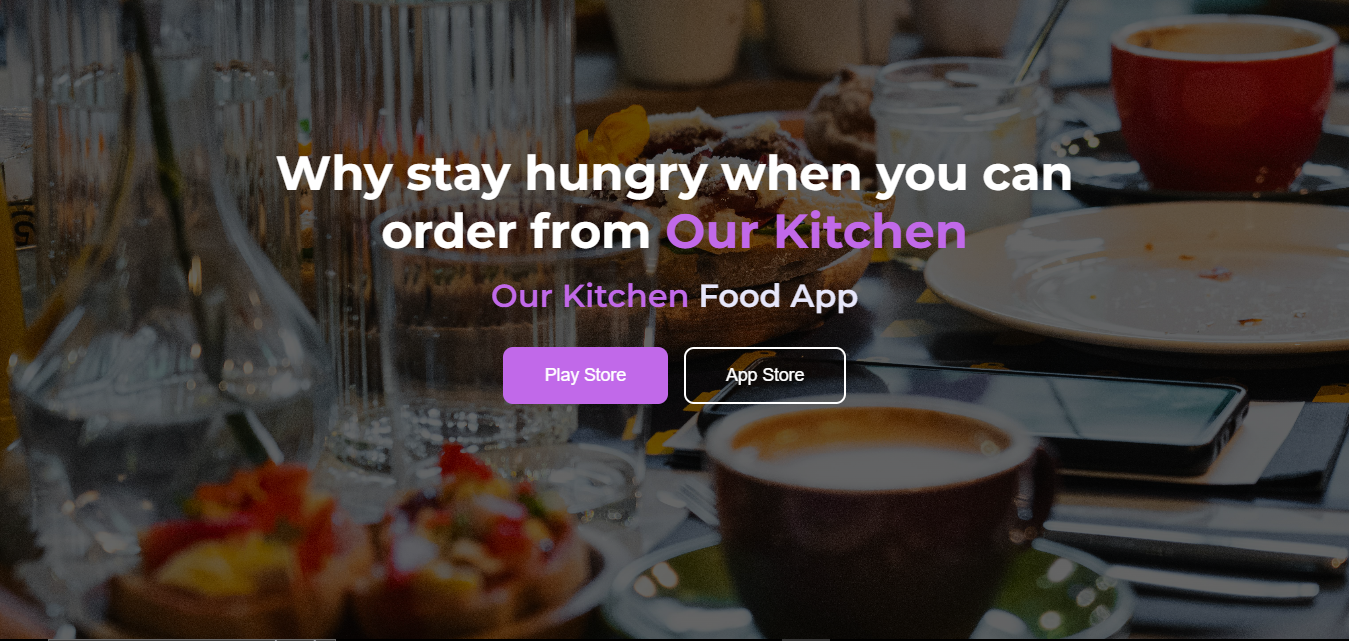 Why stay hungry when you can
order from Our Kitchen
Our Kitchen Food App
Play Store
App Store